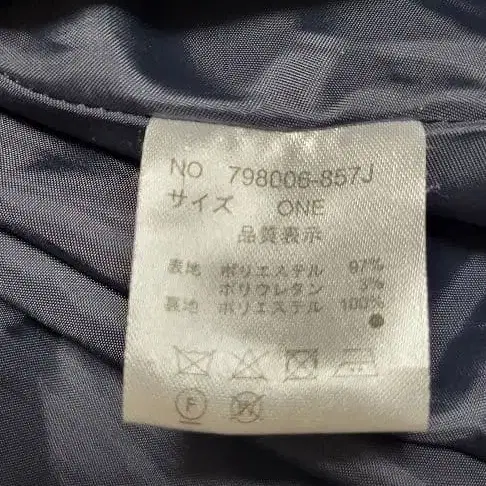 NO 798006-857J
サイズ ONE
品質表示
表地 ポリエステル 97%
ポリウレタン 3%
裏地 ポリエステル 100%
F